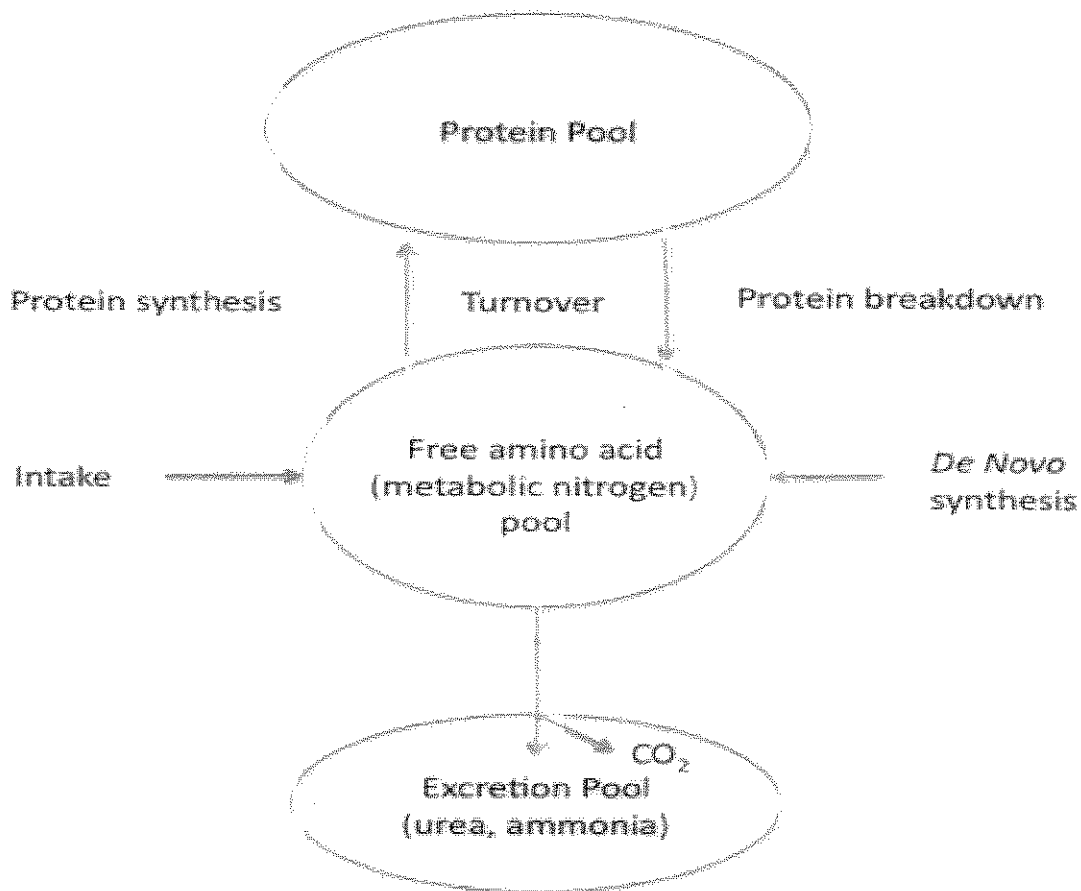 Protein Pool
Protein synthesis
Turnover
Protein breakdown
Intake
Free amino acid
(metabolic nitrogen)
pool
De Novo
synthesis
CO₂
Excretion Pool
(urea, ammonia)